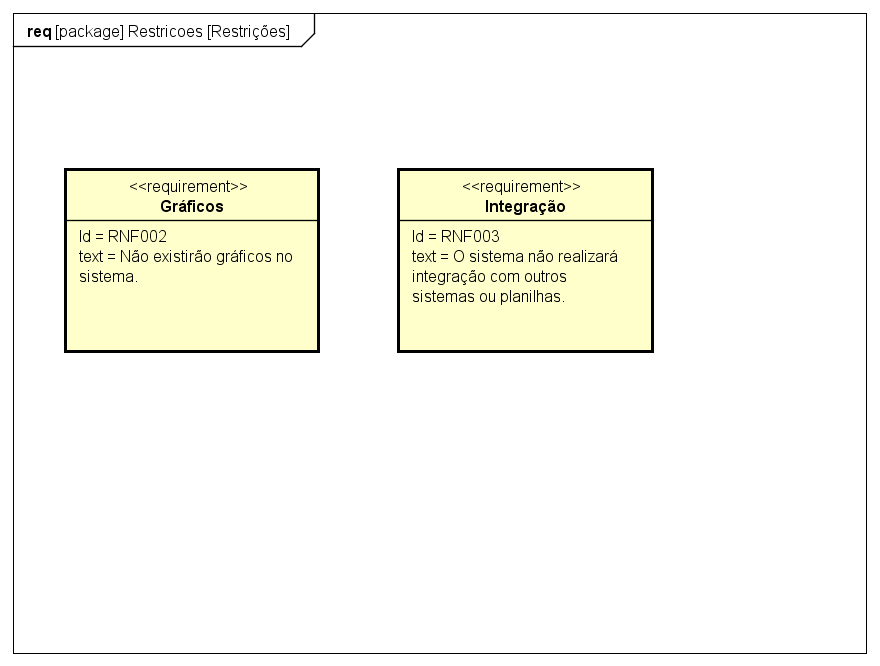 req [package] Restricoes [Restrições]
<<requirement>>
Gráficos
Id = RNF002
text = Não existirão gráficos no
sistema.
<<requirement>>
Integração
Id = RNF003
text = O sistema não realizará
integração com outros
sistemas ou planilhas.